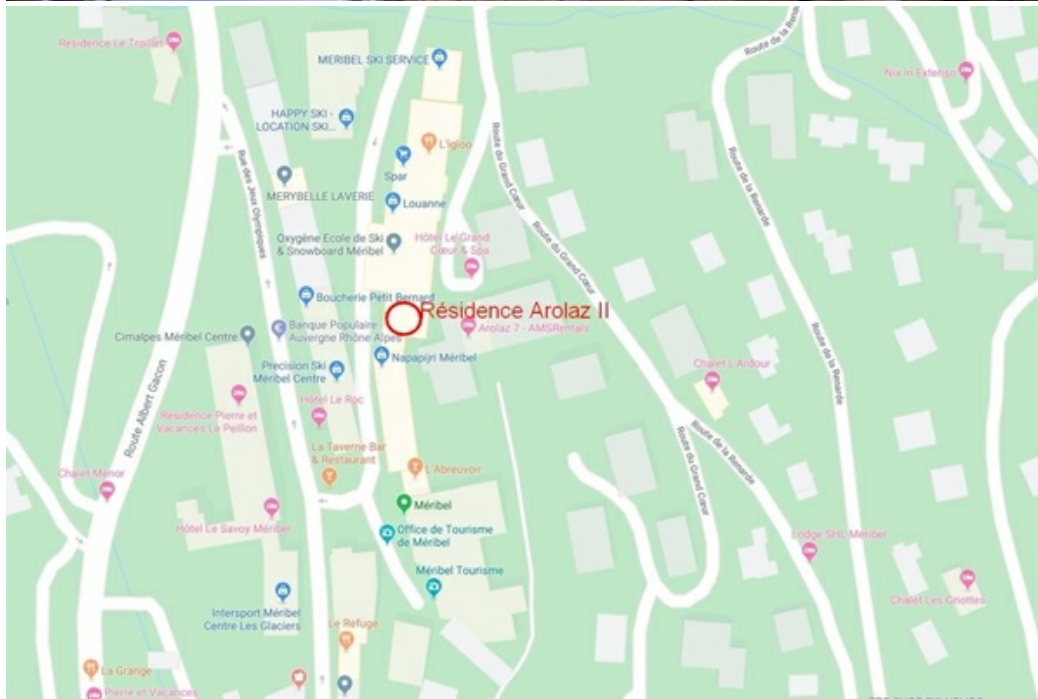 Residence Le Troillet
MERIBEL SKI SERVICE
Route de la Rena
Nix In Extenso
HAPPY SKI -
LOCATION SKI...
L'Igloo
Spar
Rue des Jeux Olympiques
Route du Grand Cœur
Route de la Renarde
MERYBELLE LAVERIE
Louanne
Oxygène Ecole de Ski
& Snowboard Méribel
Hôtel Le Grand
Cœur & Spa
Route du Grand Cœur
Boucherie Petit Bernard
Résidence Arolaz II
Cimalpes Méribel Centre
Banque Populaire
Auvergne Rhône Alpes
Arolaz 7 - AMSRentals
Napapijri Méribel
Precision Ski
Méribel Centre
Chalet L Ardour
Route de la Renarde
Route Albert Gacon
Résidence Pierre et
Vacances Le Peillon
Hôtel Le Roc
La Taverne Bar
& Restaurant
Route du Grand Cœur
Route de la Renarde
L Abreuvoir
Chalet Menor
Méribel
Hôtel Le Savoy Méribel
Office de Tourisme
de Méribel
Lodge SHL Meribel
Méribel Tourisme
Chalet Les Griottes
Intersport Méribel
Centre Les Glaciers
Le Refuge
La Grange
Pierre et Vacances